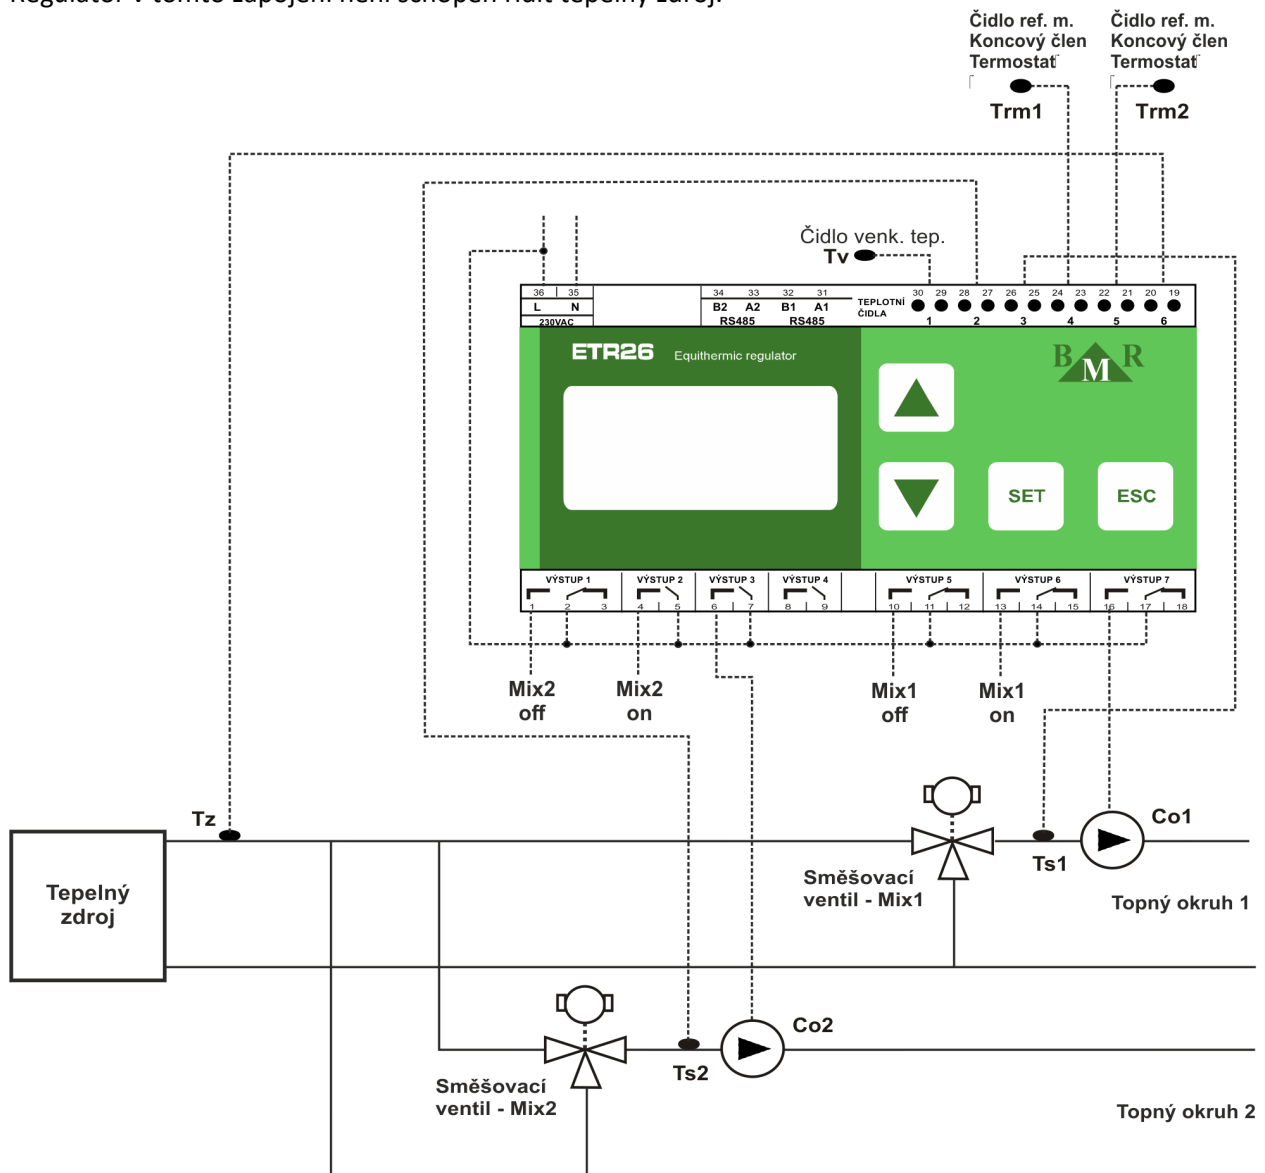 Regulátor v tomto zapojení není schopen řídit tepelný zdroj.
Čidlo ref. m.
Koncový člen
Termostat
Trm1
Čidlo ref. m.
Koncový člen
Termostat
Trm2
Čidlo venk. tep.
Tv
36 35
L N
230VAC
34 33 32 31
B2 A2 B1 A1
RS485 RS485
TEPLOTNÍ
ČIDLA
30 29 28 27 26 25 24 23 22 21 20 19
1 2 3 4 5 6
ETR26 Equithermic regulator
B M R
SET ESC
VÝSTUP 1 VÝSTUP 2 VÝSTUP 3 VÝSTUP 4 VÝSTUP 5 VÝSTUP 6 VÝSTUP 7
1 2 3 4 5 6 7 8 9 10 11 12 13 14 15 16 17 18
Mix2
off
Mix2
on
Mix1
off
Mix1
on
Tz
Co1
Ts1
Tepelný
zdroj
Směšovací
ventil - Mix1
Topný okruh 1
Co2
Ts2
Směšovací
ventil - Mix2
Topný okruh 2